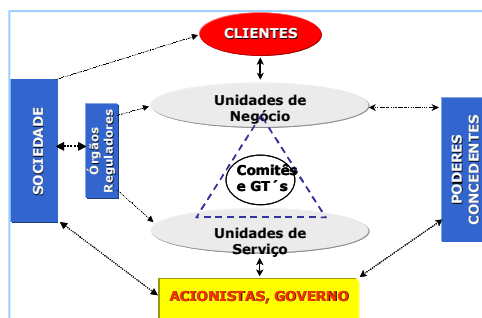 CLIENTES
Unidades de
Negócio
SOCIEDADE
Órgãos
Reguladores
Comitês
e GT´s
PODERES
CONCEDENTES
Unidades de
Serviço
ACIONISTAS, GOVERNO